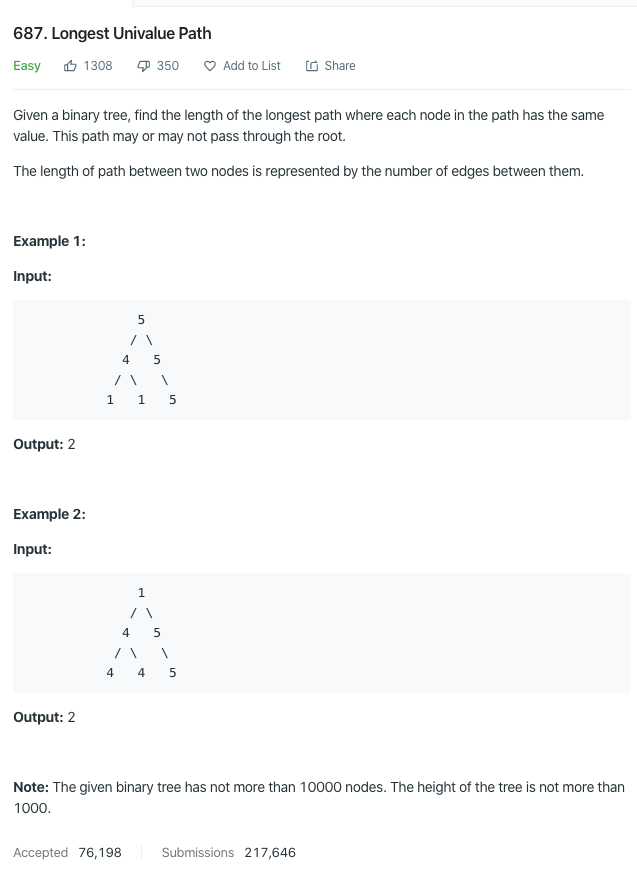 687. Longest Univalue Path
Easy 1308 350 Add to List Share
Given a binary tree, find the length of the longest path where each node in the path has the same
value. This path may or may not pass through the root.
The length of path between two nodes is represented by the number of edges between them.
Example 1:
Input:
5
/ \
4 5
/ \ \
1 1 5
Output: 2
Example 2:
Input:
1
/ \
4 5
/ \ \
4 4 5
Output: 2
Note: The given binary tree has not more than 10000 nodes. The height of the tree is not more than
1000.
Accepted 76,198 Submissions 217,646